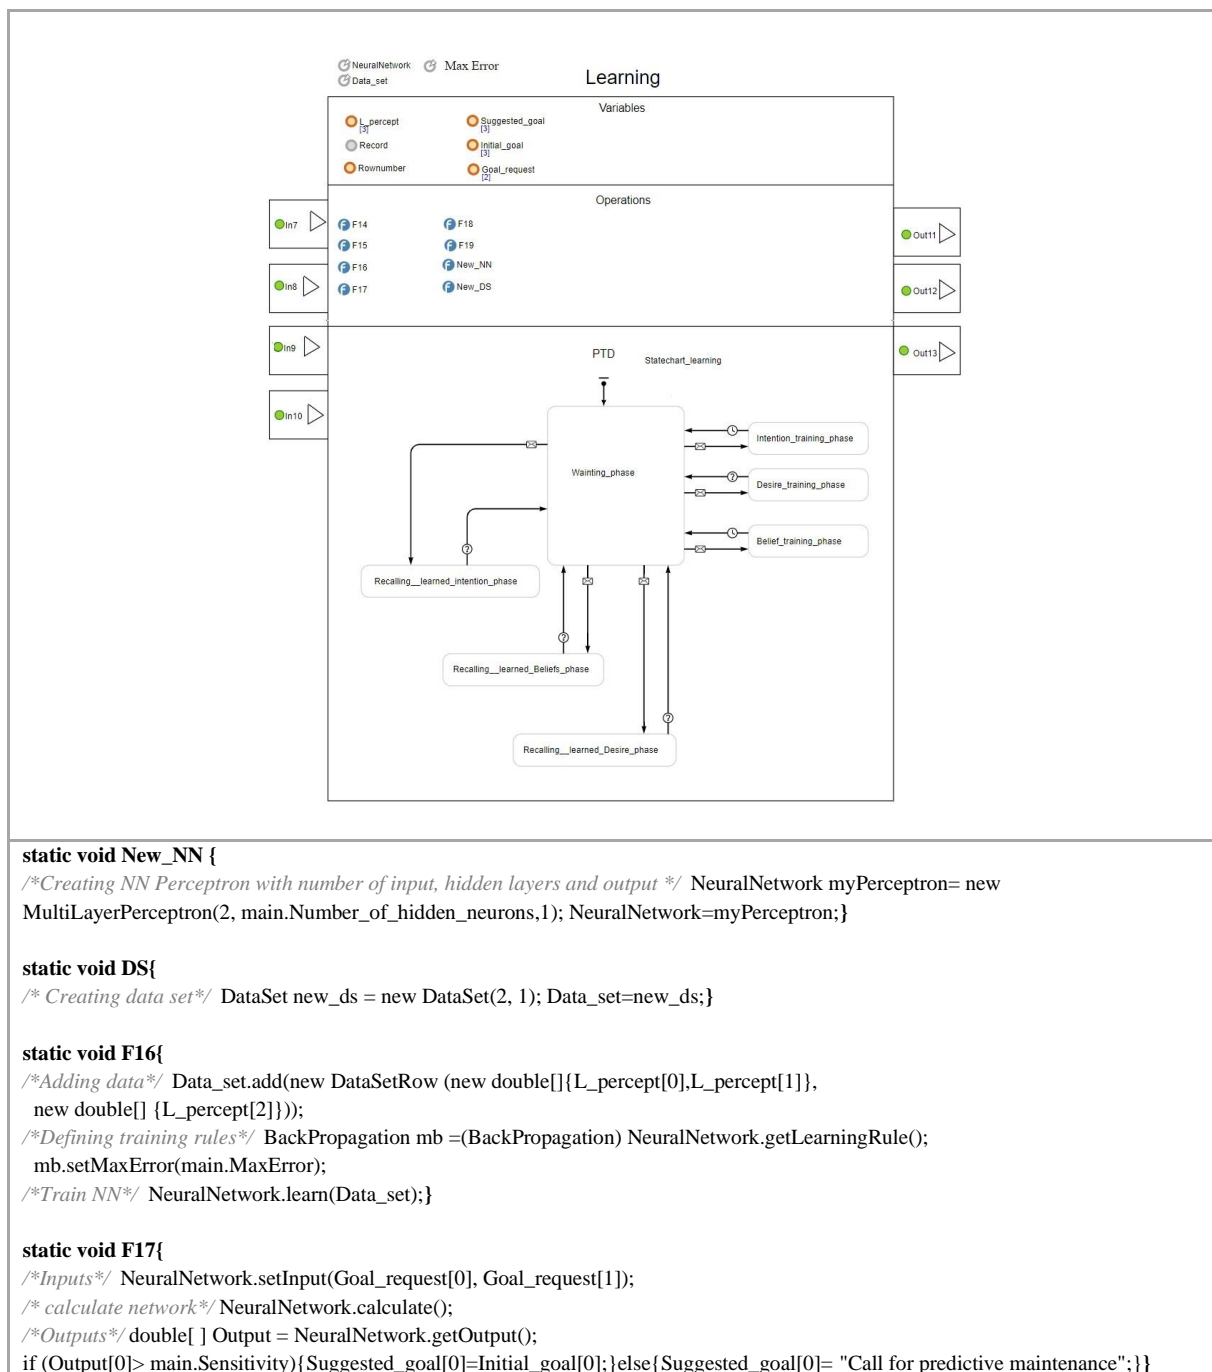 NeuralNetwork
Max Error
Data_set
Learning
Variables
L_percept
[3]
Suggested_goal
[3]
Record
Initial_goal
[3]
Rownumber
Goal_request
[2]
Operations
F14
F18
F15
F19
F16
New_NN
F17
New_DS
In7
In8
In9
In10
Out11
Out12
Out13
PTD
Statechart_learning
Wainting_phase
Intention_training_phase
Desire_training_phase
Belief_training_phase
Recalling__learned_intention_phase
Recalling__learned_Beliefs_phase
Recalling__learned_Desire_phase
static void New_NN {
/*Creating NN Perceptron with number of input, hidden layers and output */ NeuralNetwork myPerceptron= new
MultiLayerPerceptron(2, main.Number_of_hidden_neurons,1); NeuralNetwork=myPerceptron;}
static void DS{
/* Creating data set*/ DataSet new_ds = new DataSet(2, 1); Data_set=new_ds;}
static void F16{
/*Adding data*/ Data_set.add(new DataSetRow (new double[]{L_percept[0],L_percept[1]},
new double[] {L_percept[2]}));
/*Defining training rules*/ BackPropagation mb =(BackPropagation) NeuralNetwork.getLearningRule();
mb.setMaxError(main.MaxError);
/*Train NN*/ NeuralNetwork.learn(Data_set);}
static void F17{
/*Inputs*/ NeuralNetwork.setInput(Goal_request[0], Goal_request[1]);
/* calculate network*/ NeuralNetwork.calculate();
/*Outputs*/ double[ ] Output = NeuralNetwork.getOutput();
if (Output[0]> main.Sensitivity){Suggested_goal[0]=Initial_goal[0];}else{Suggested_goal[0]= "Call for predictive maintenance";}}